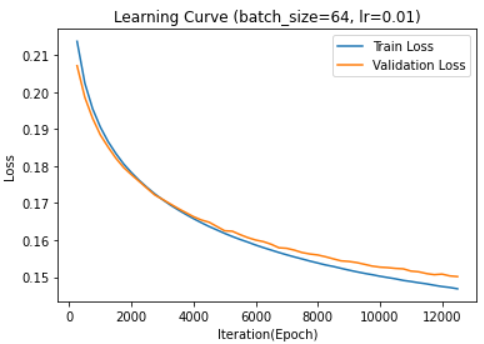 Learning Curve (batch_size=64, lr=0.01)
Train Loss
Validation Loss
0.21
0.20
0.19
0.18
0.17
0.16
0.15
Loss
0 2000 4000 6000 8000 10000 12000
Iteration(Epoch)